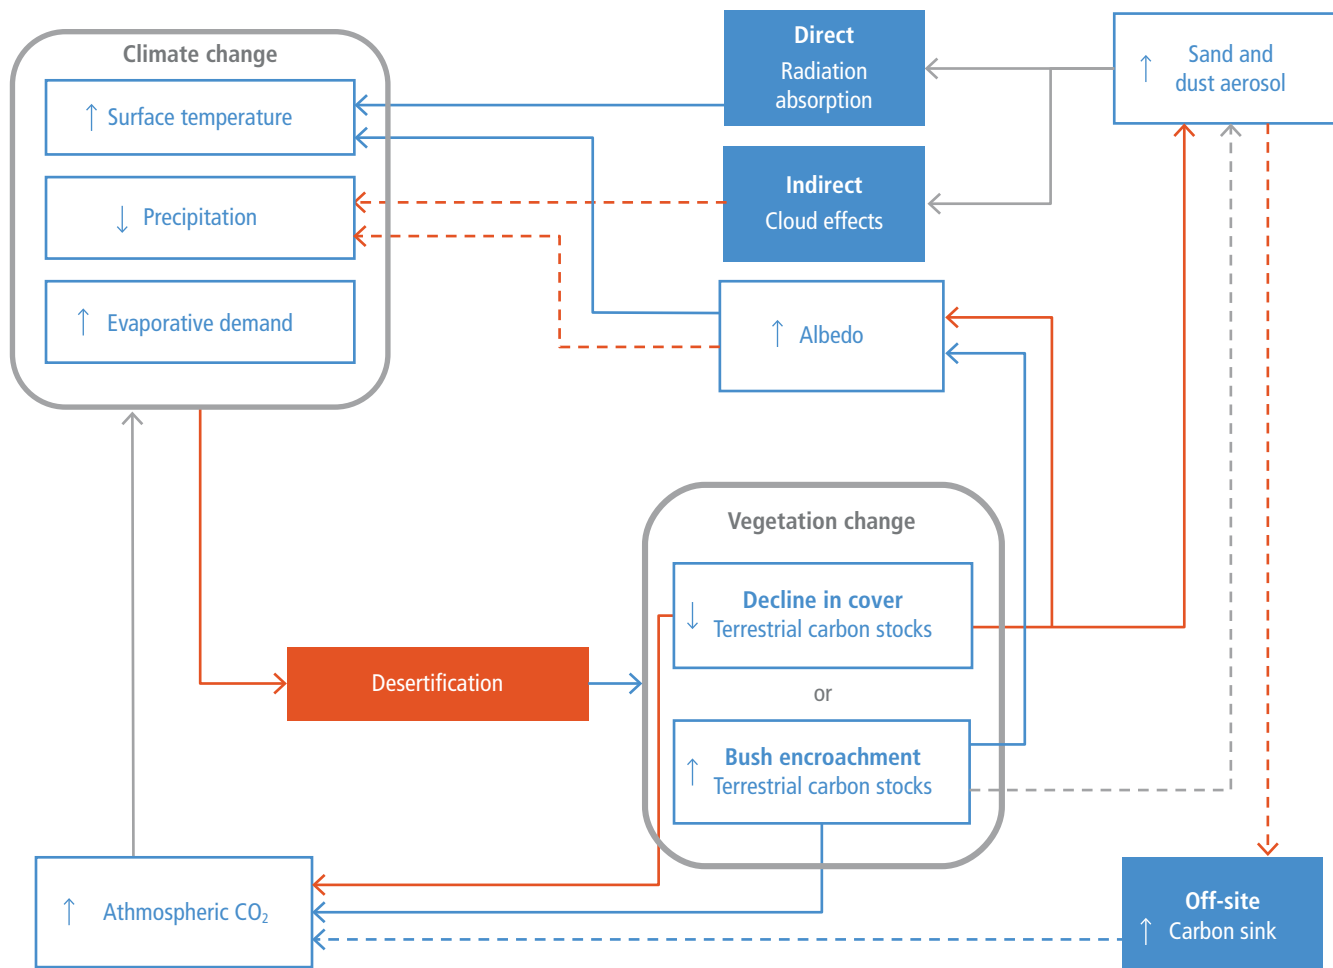 Climate change
↑ Surface temperature
↓ Precipitation
↑ Evaporative demand
Direct
Radiation
absorption
Indirect
Cloud effects
↑ Albedo
↑ Sand and
dust aerosol
Vegetation change
Decline in cover
↓ Terrestrial carbon stocks
or
Bush encroachment
↑ Terrestrial carbon stocks
Desertification
↑ Athmospheric CO₂
Off-site
↑ Carbon sink